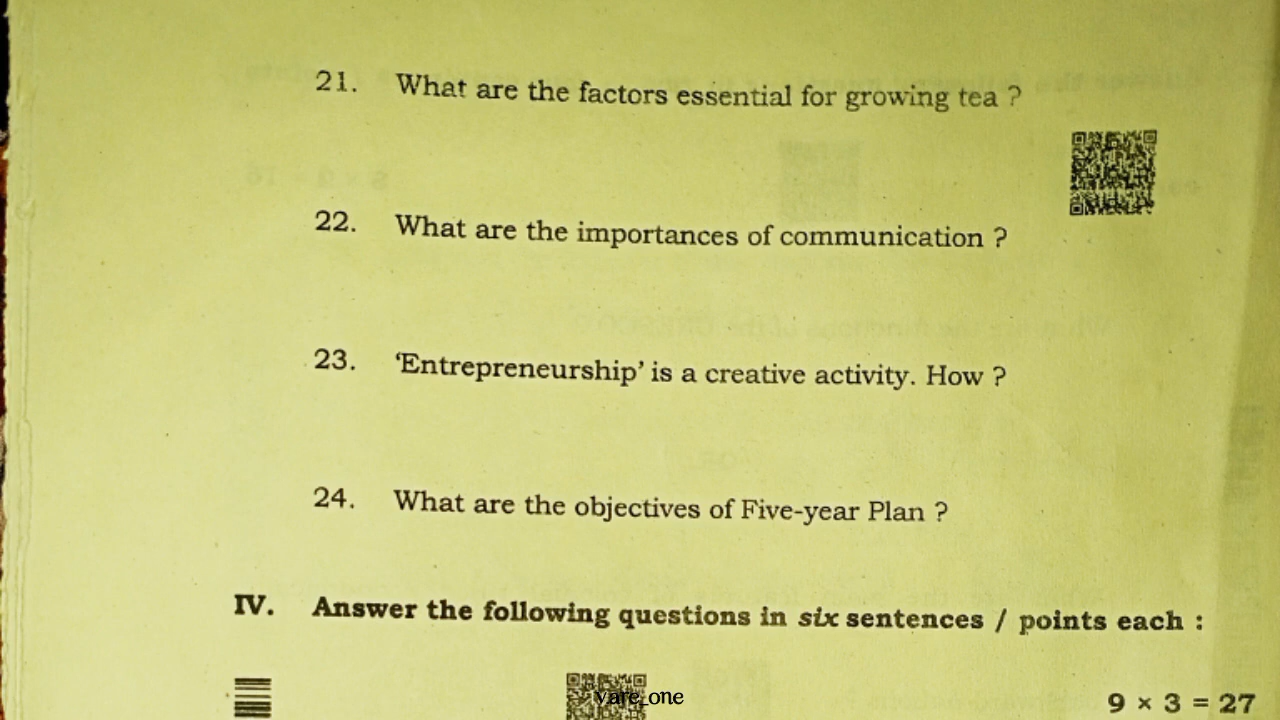 21. What are the factors essential for growing tea ?
22. What are the importances of communication ?
23. ‘Entrepreneurship’ is a creative activity. How ?
24. What are the objectives of Five-year Plan ?
IV. Answer the following questions in six sentences / points each :
vare_one
9 × 3 = 27